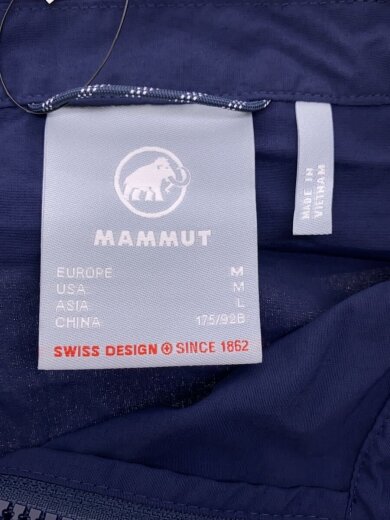 MAMMUT
EUROPE M
USA M
ASIA L
CHINA 175/92B
SWISS DESIGN SINCE 1862
MADE IN
VIETNAM